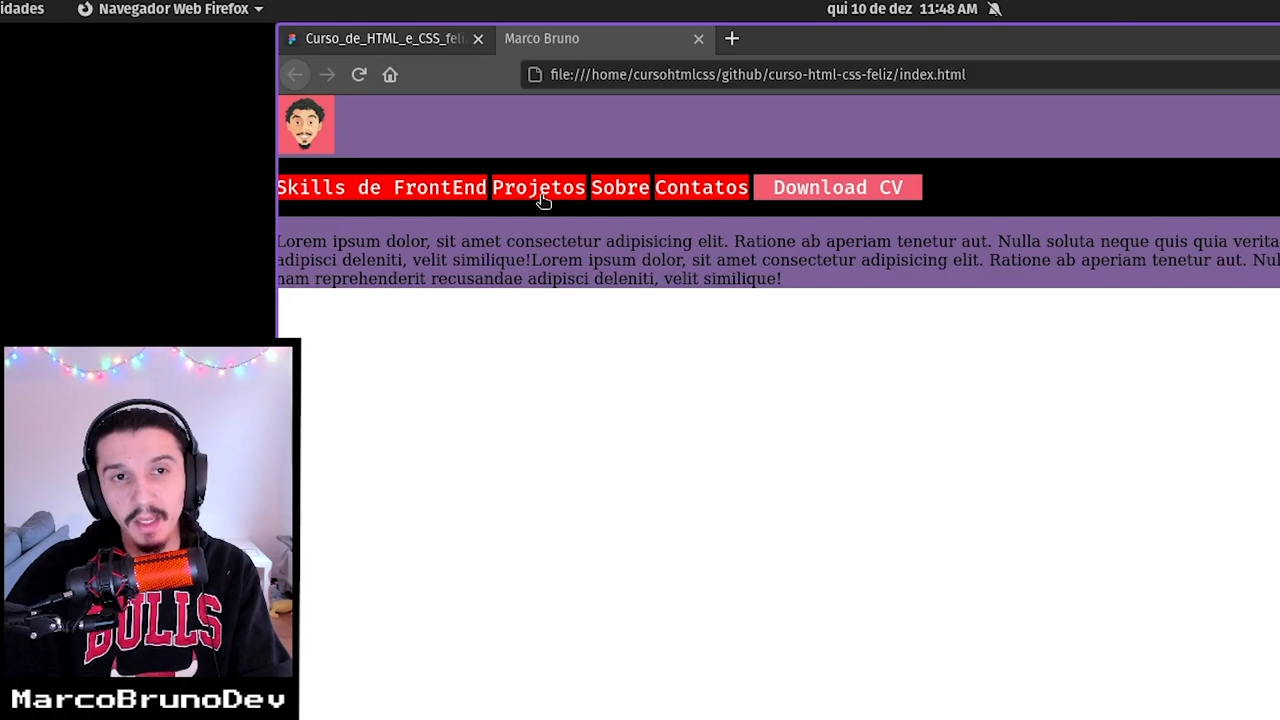 idades
Navegador Web Firefox
qui 10 de dez 11:48 AM
Curso_de_HTML_e_CSS_feli
Marco Bruno
file:///home/cursohtmlcss/github/curso-html-css-feliz/index.html
Skills de FrontEnd Projetos Sobre Contatos Download CV
Lorem ipsum dolor, sit amet consectetur adipisicing elit. Ratione ab aperiam tenetur aut. Nulla soluta neque quis quia verita
adipisci deleniti, velit similique!Lorem ipsum dolor, sit amet consectetur adipisicing elit. Ratione ab aperiam tenetur aut. Nul
nam reprehenderit recusandae adipisci deleniti, velit similique!
BULLS
MarcoBrunoDev